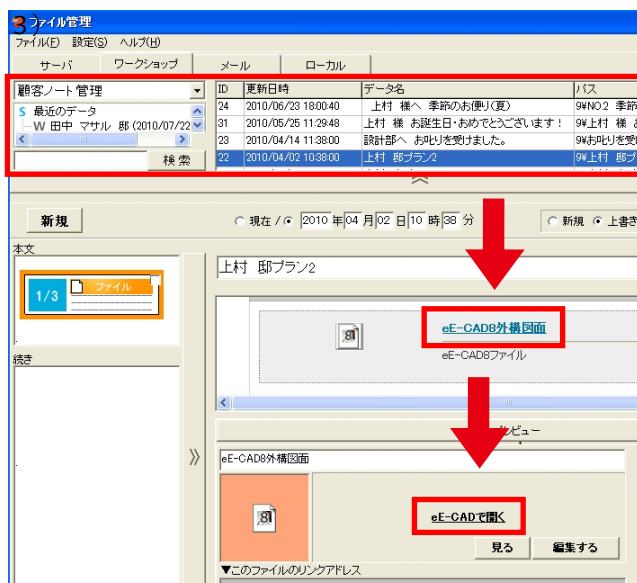 3)
ファイル管理
ファイル(F) 設定(S) ヘルプ(H)
サーバ ワークショップ メール ローカル
顧客ノート管理
S 最近のデータ
W 田中 マサル 邸 (2010/07/22
検索
ID 更新日時 データ名 パス
24 2010/06/23 18:00:40 上村 様へ 季節のお便り(夏) 9¥NO.2 季節
31 2010/05/25 11:29:48 上村 様 お誕生日・おめでとうございます! 9¥上村 様
23 2010/04/14 11:38:00 設計部へ お叱りを受けました。 9¥お叱りを受
22 2010/04/02 10:38:00 上村 邸プラン2 9¥上村 邸プ
新規
現在 / 2010 年 04 月 02 日 10 時 38 分
新規 上書き
本文
1/3 ファイル
続き
上村 邸プラン2
eE-CAD8外構図面
eE-CAD8ファイル
ビュー
eE-CAD8外構図面
eE-CADで開く
見る 編集する
▼このファイルのリンクアドレス